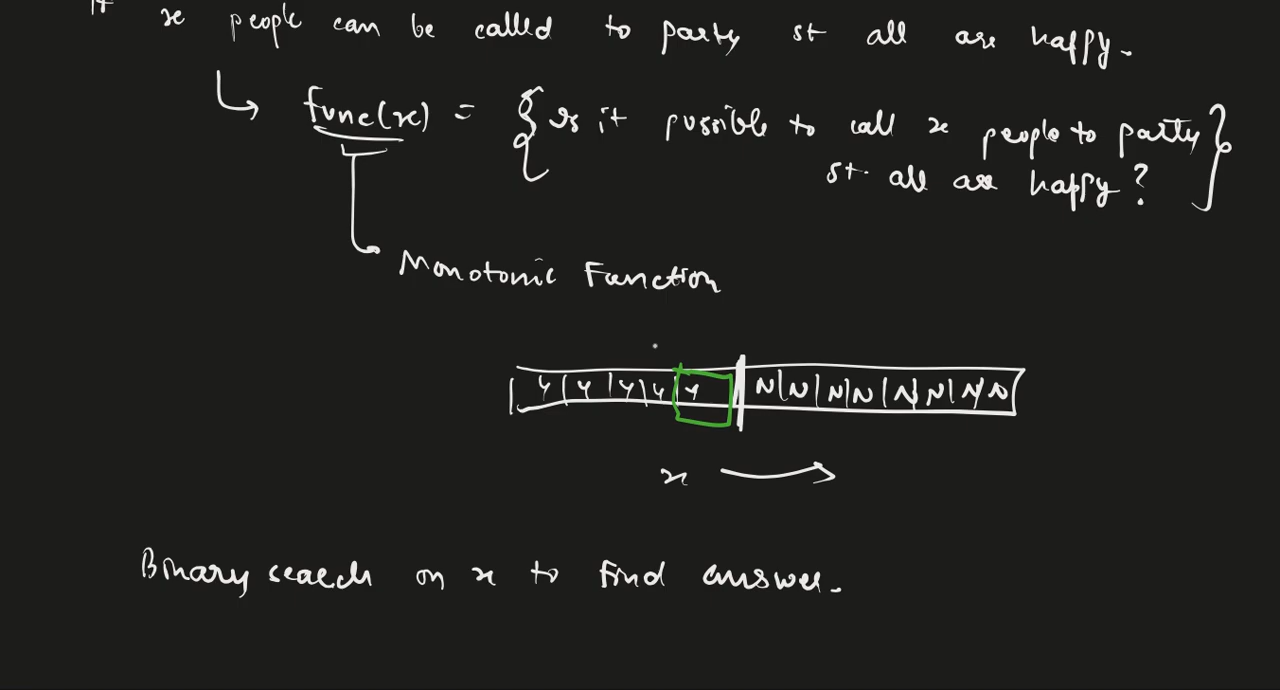 If x people can be called to party st all are happy.
func(x) = { Is it possible to call x people to party
st. all are happy? }
Monotonic Function
Y | Y | Y | Y | Y | N | N | N | N | N | N | N | N
x
Binary search on x to find answer.